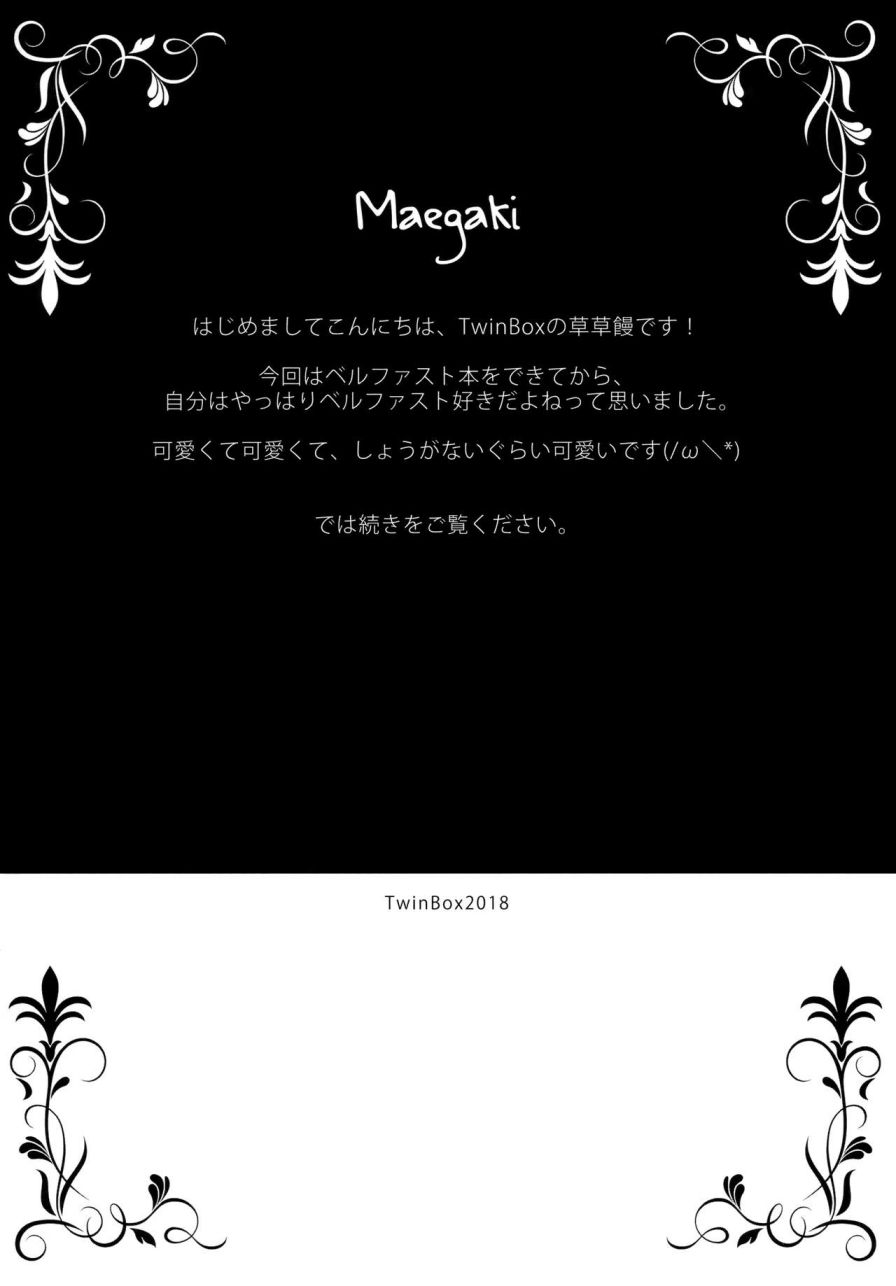 Maegaki
はじめましてこんにちは、TwinBoxの草草饅です！
今回はベルファスト本をできてから、
自分はやっはりベルファスト好きだよねって思いました。
可愛くて可愛くて、しょうがないぐらい可愛いです(/ω＼*)
では続きをご覧ください。
TwinBox2018